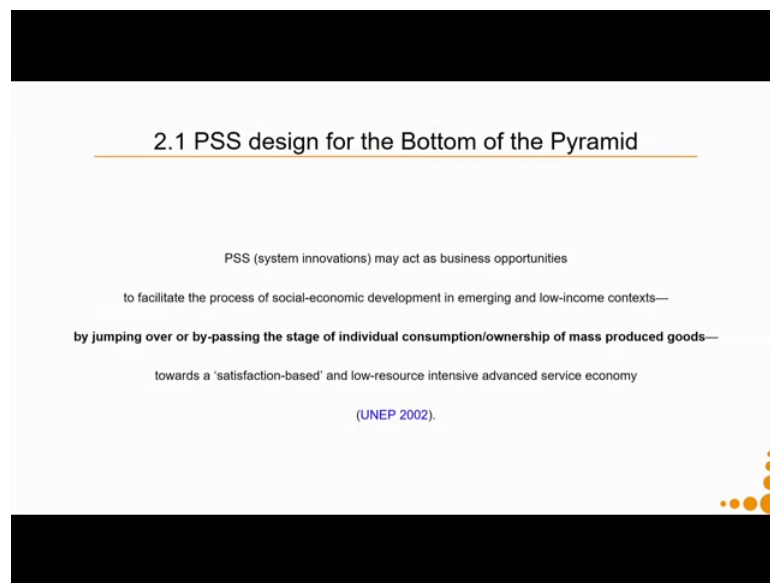 2.1 PSS design for the Bottom of the Pyramid
PSS (system innovations) may act as business opportunities
to facilitate the process of social-economic development in emerging and low-income contexts—
by jumping over or by-passing the stage of individual consumption/ownership of mass produced goods—
towards a ‘satisfaction-based’ and low-resource intensive advanced service economy
(UNEP 2002).